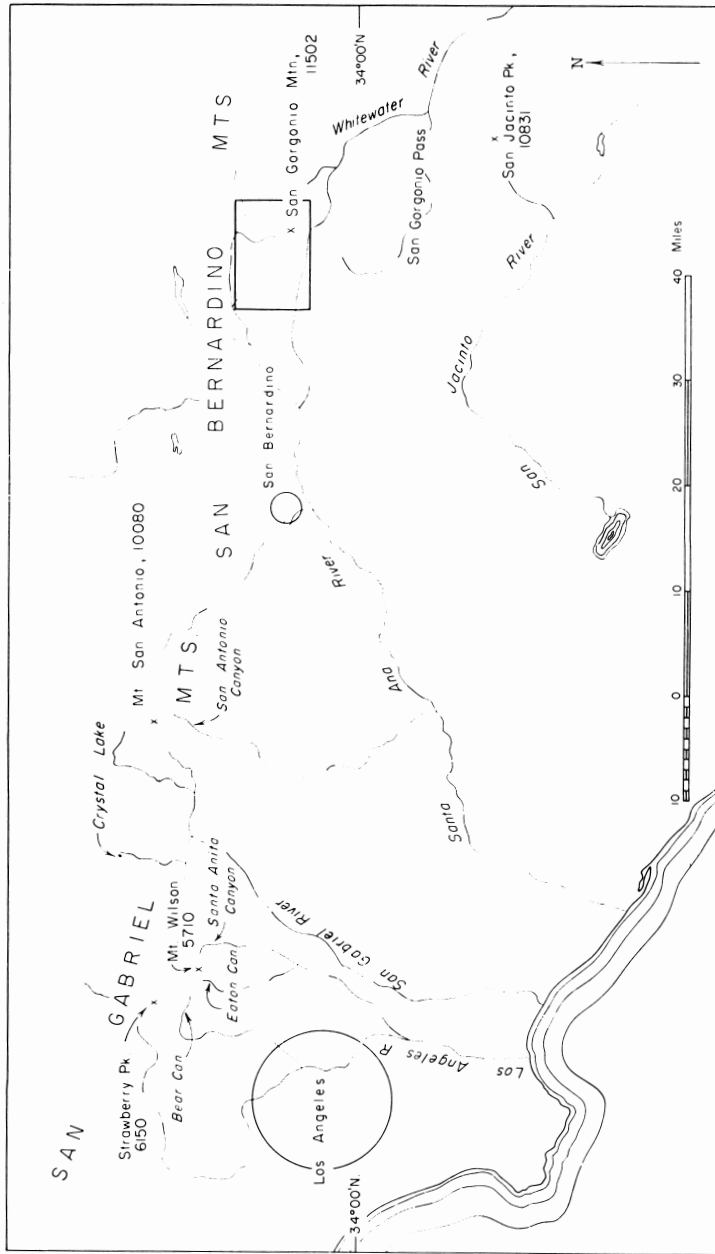 SAN
GABRIEL
MTS
SAN
BERNARDINO
MTS
Crystal Lake
Mt San Antonio, 10080
Strawberry Pk
6150
Mt. Wilson
5710
Bear Can
Eaton Can
Santa Anita
Canyon
San Antonio
Canyon
San Bernardino
San Gorgonio Mtn,
11502
34°00'N
Los Angeles
34°00'N.
Los Angeles R
San Gabriel River
Santa Ana River
Whitewater River
San Gorgonio Pass
San Jacinto Pk,
10831
San Jacinto River
N
10 0 10 20 30 40
Miles